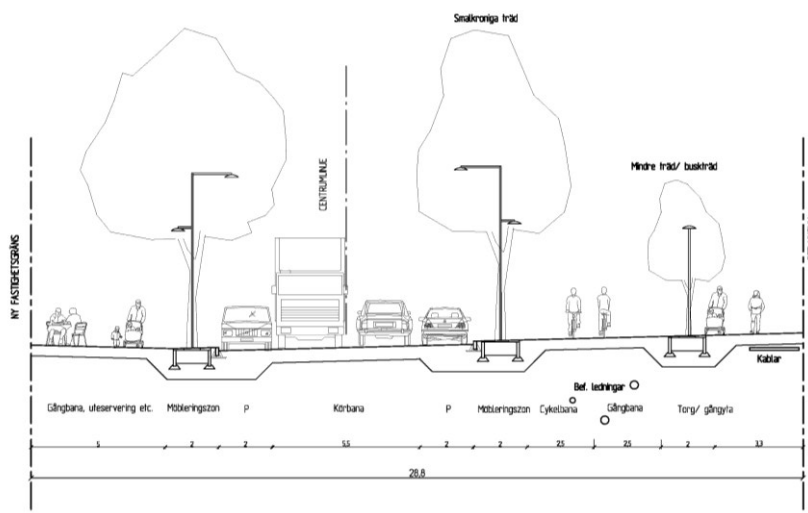 Smalkroniga träd
Mindre träd/ buskträd
CENTRUMLINJE
NY FASTIGHETSGRÄNS
Kablar
Bef. ledningar
Gångbana, uteservering etc.
Möbleringszon
P
Körbana
P
Möbleringszon
Cykelbana
Gångbana
Torg/ gångyta
5
2
2
5,5
2
2
2,5
2,5
2
3,3
28,8